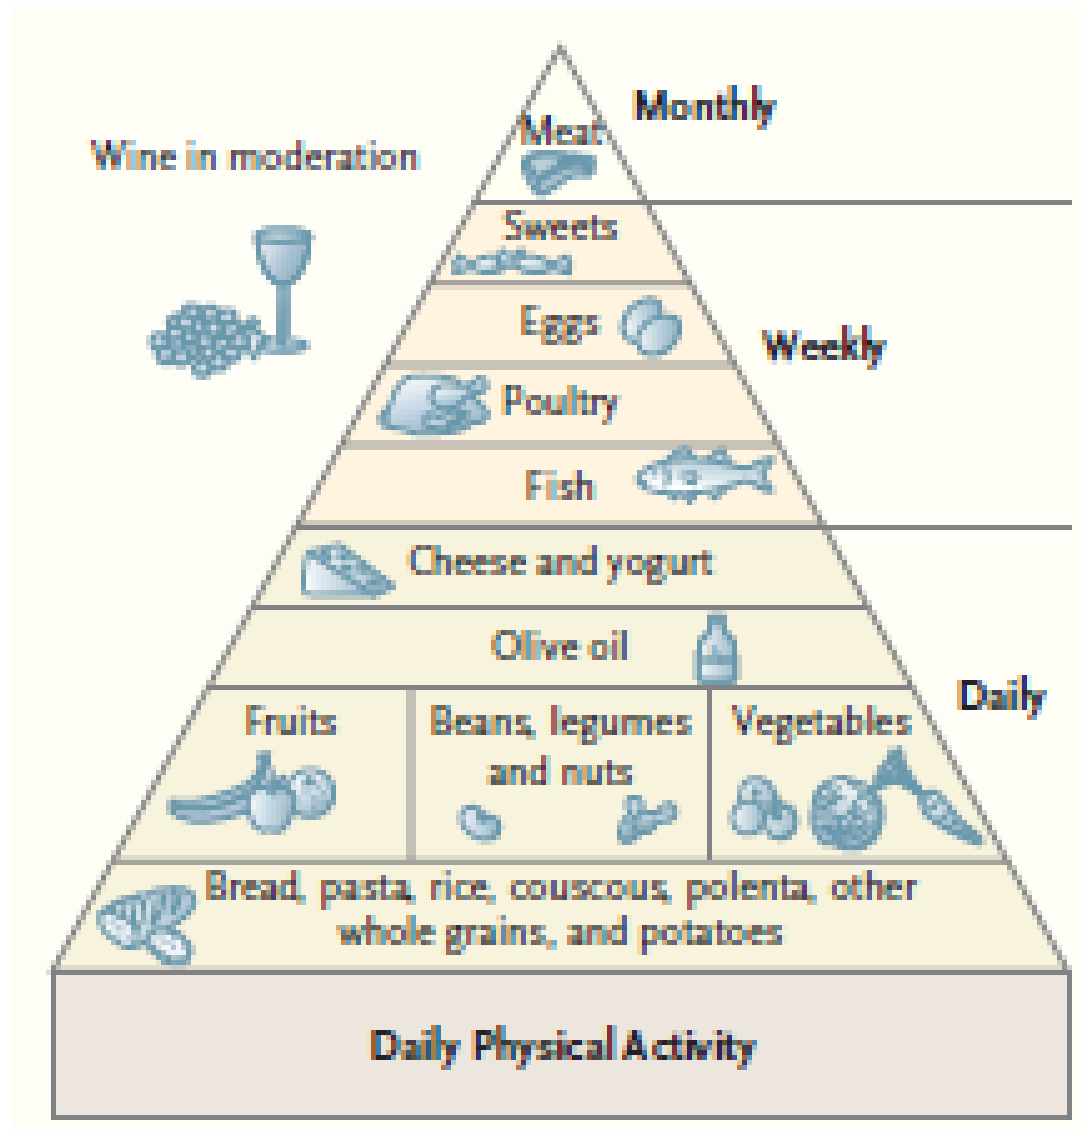 Monthly
Meat
Wine in moderation
Sweets
Eggs
Weekly
Poultry
Fish
Cheese and yogurt
Olive oil
Daily
Fruits
Beans, legumes
and nuts
Vegetables
Bread, pasta, rice, couscous, polenta, other
whole grains, and potatoes
Daily Physical Activity